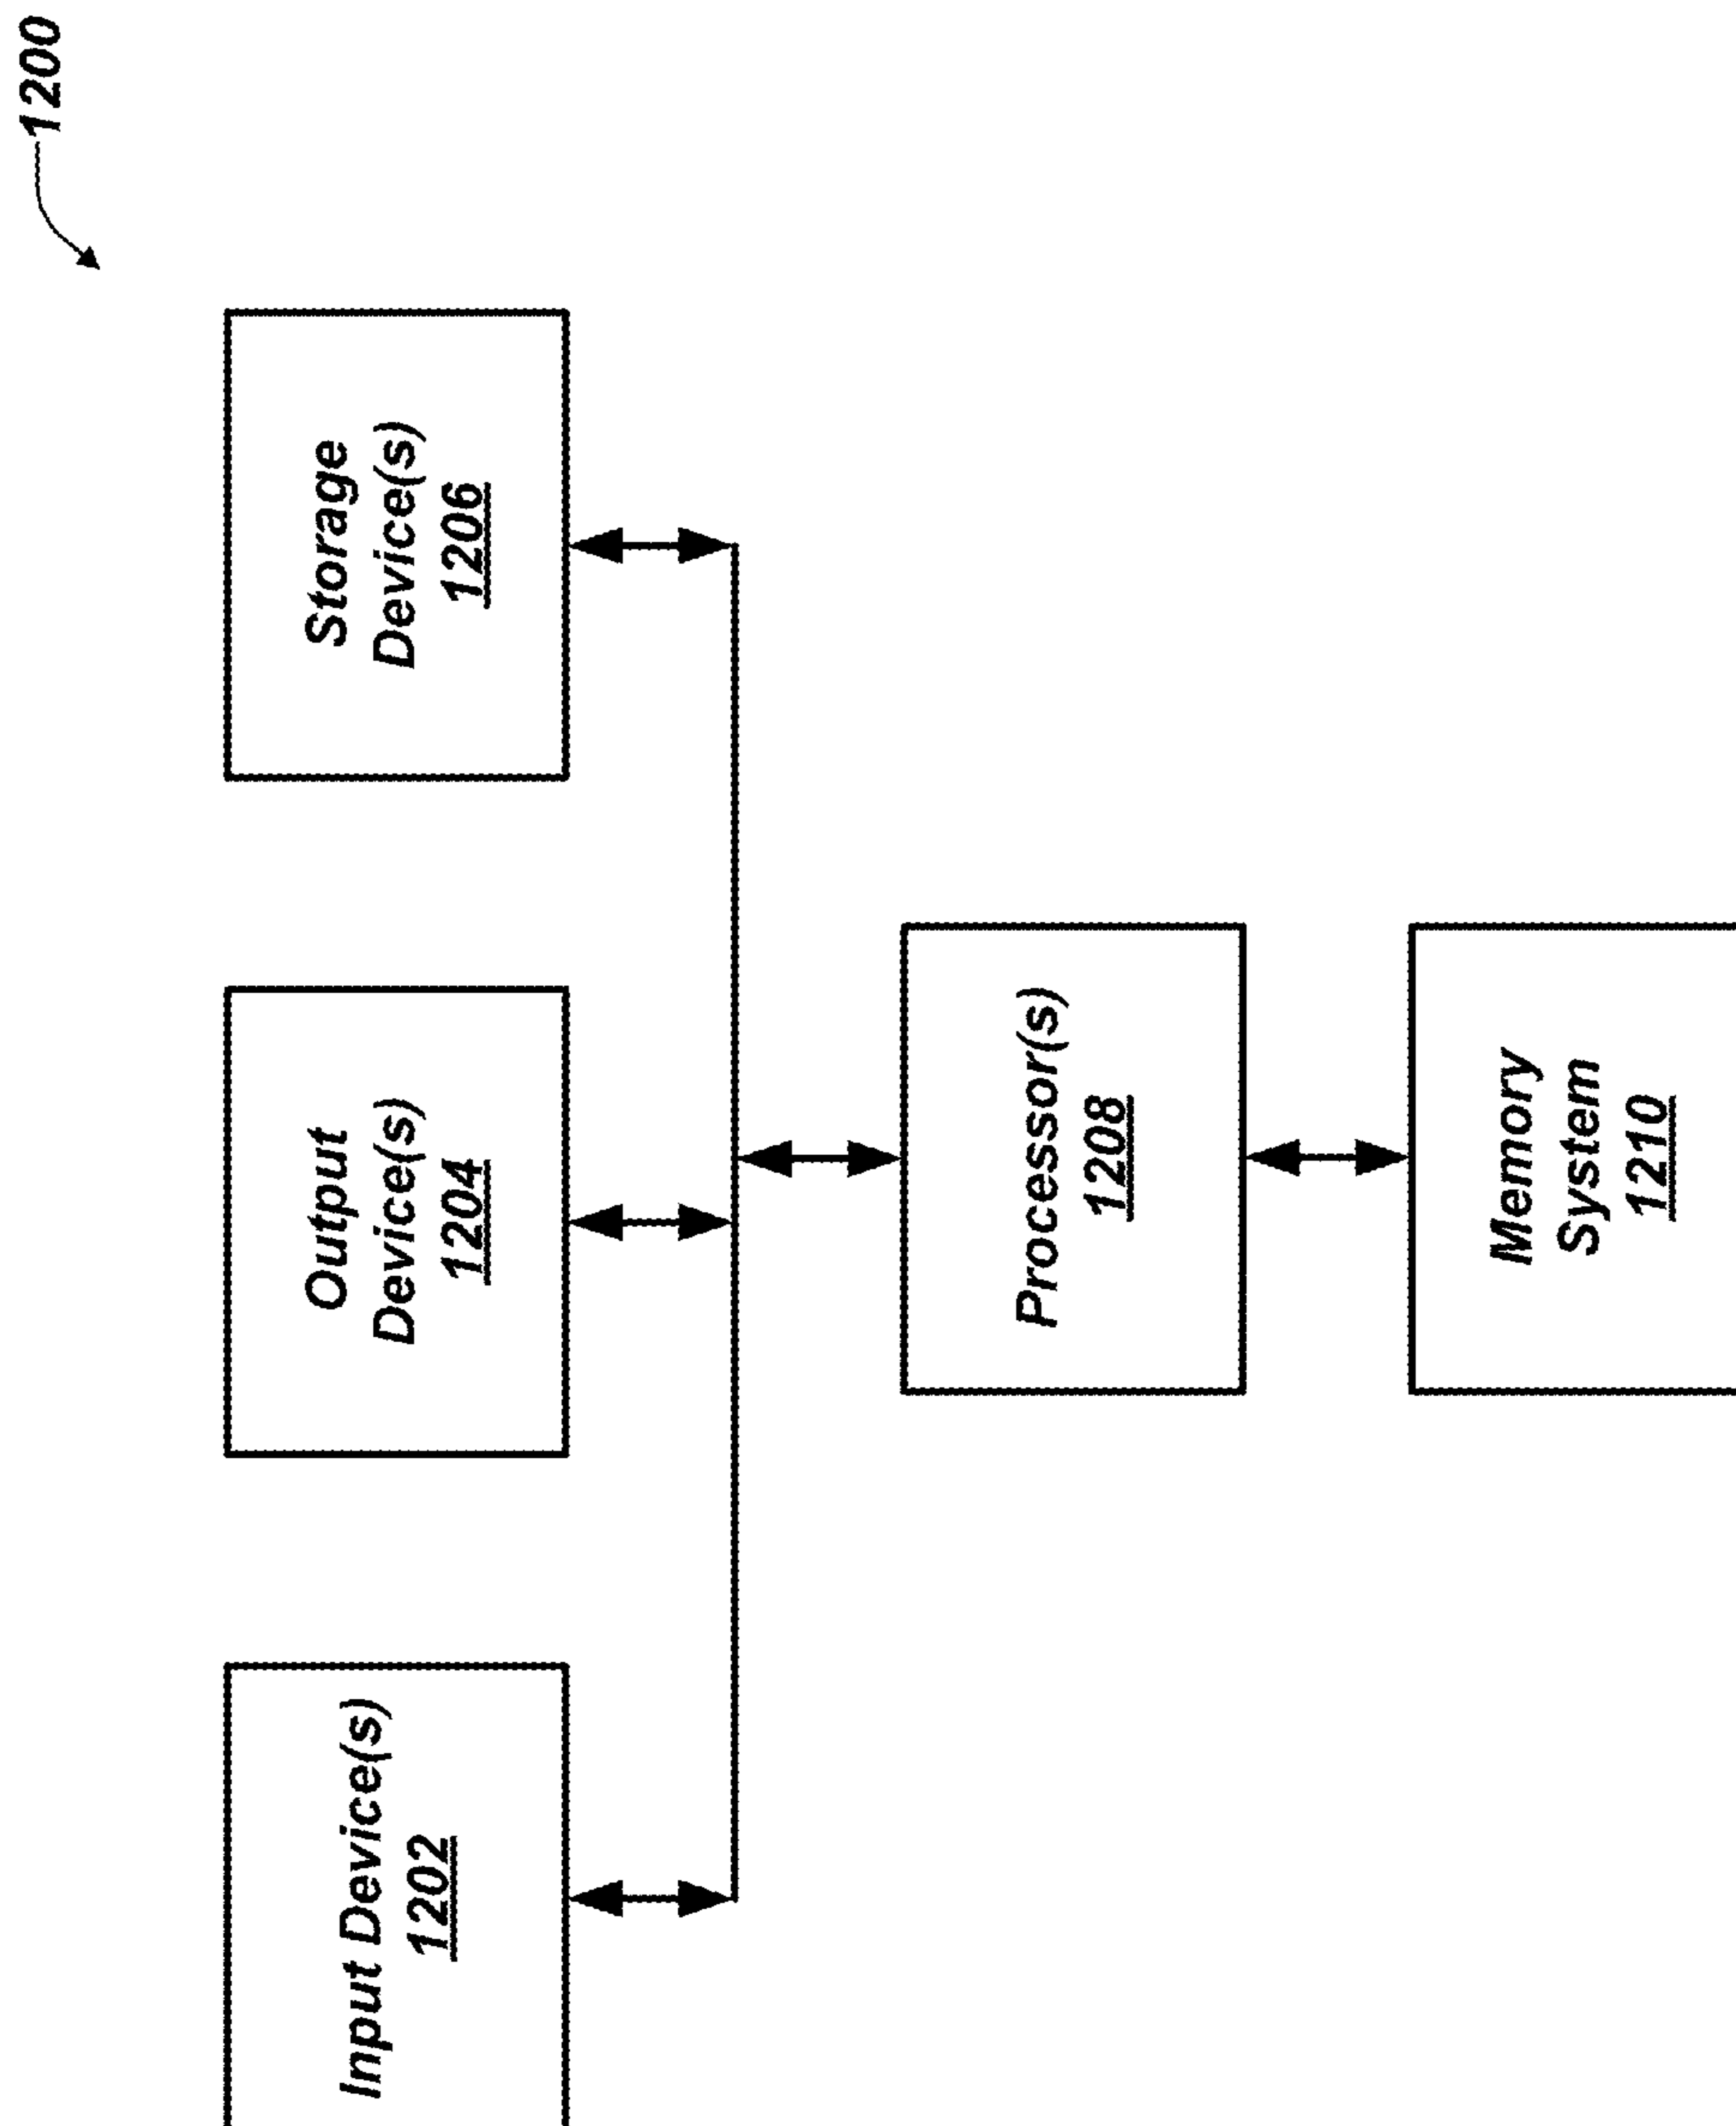 1200
Input Device(s)
1202
Output
Device(s)
1204
Storage
Device(s)
1206
Processor(s)
1208
Memory
System
1210